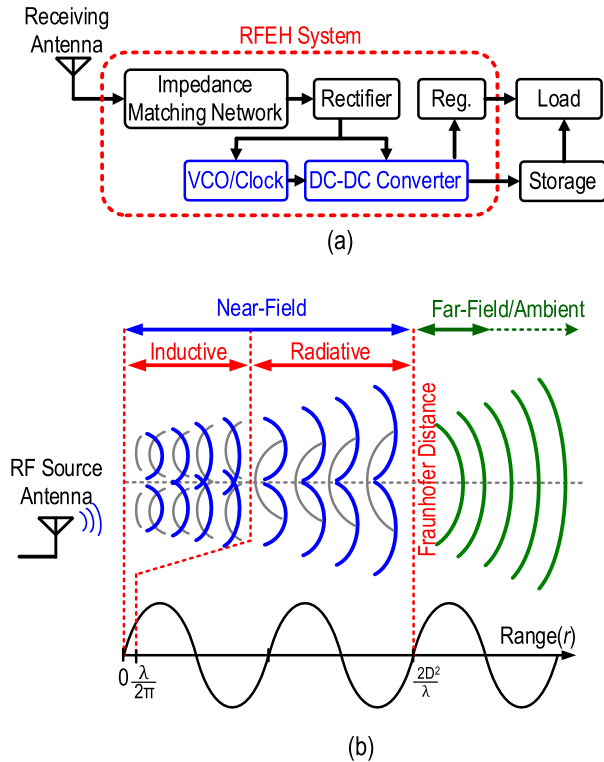 Receiving
Antenna
RFEH System
Impedance
Matching Network
Rectifier
Reg.
Load
VCO/Clock
DC-DC Converter
Storage
(a)
Near-Field
Far-Field/Ambient
Inductive
Radiative
RF Source
Antenna
Fraunhofer Distance
Range(r)
0
λ
2π
2D²
λ
(b)